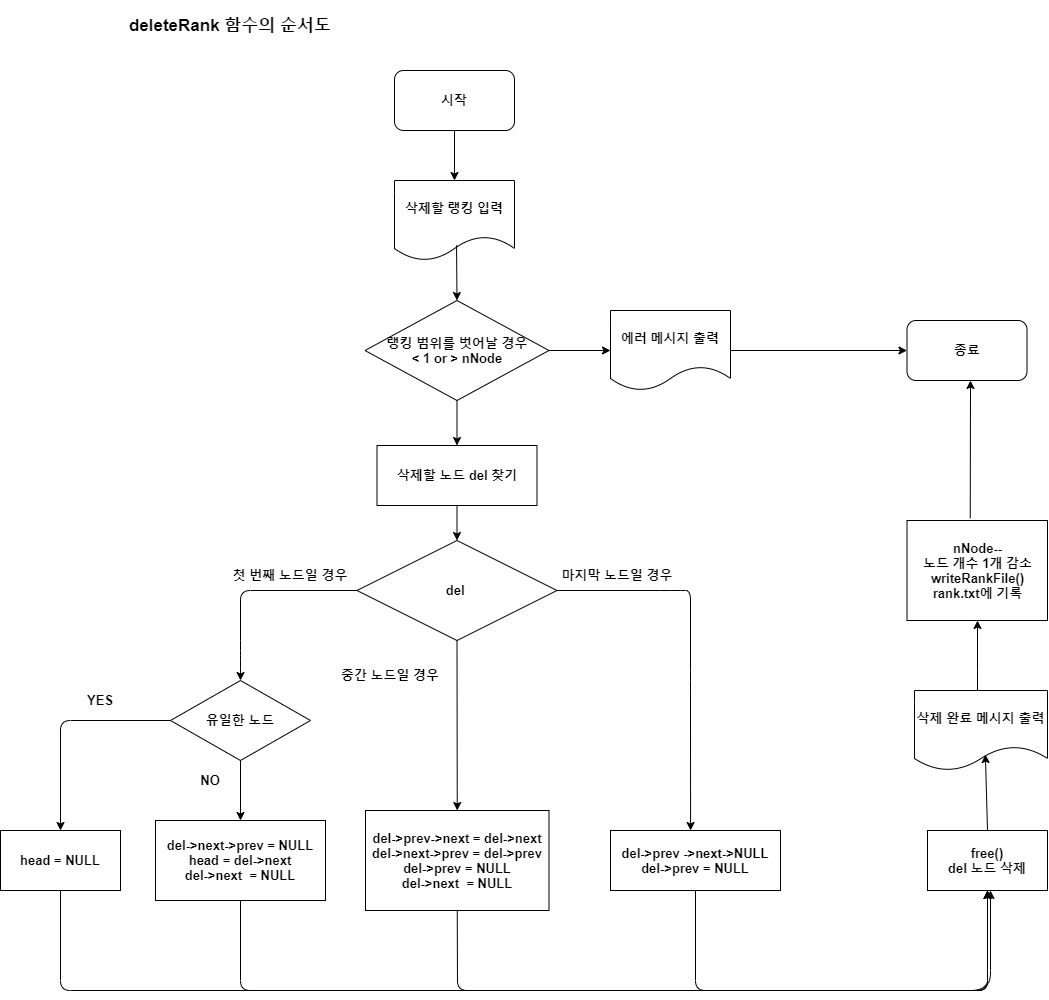 deleteRank 함수의 순서도
시작
삭제할 랭킹 입력
랭킹 범위를 벗어날 경우
< 1 or > nNode
에러 메시지 출력
종료
삭제할 노드 del 찾기
del
첫 번째 노드일 경우
마지막 노드일 경우
중간 노드일 경우
유일한 노드
YES
NO
head = NULL
del->next->prev = NULL
head = del->next
del->next  = NULL
del->prev->next = del->next
del->next->prev = del->prev
del->prev = NULL
del->next  = NULL
del->prev ->next->NULL
del->prev = NULL
free()
del 노드 삭제
삭제 완료 메시지 출력
nNode--
노드 개수 1개 감소
writeRankFile()
rank.txt에 기록